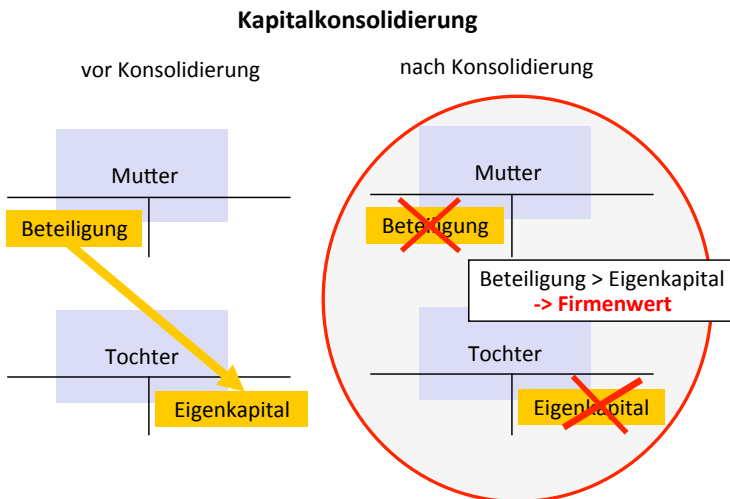 Kapitalkonsolidierung
vor Konsolidierung
nach Konsolidierung
Mutter
Beteiligung
Tochter
Eigenkapital
Mutter
Beteiligung
Beteiligung > Eigenkapital
-> Firmenwert
Tochter
Eigenkapital